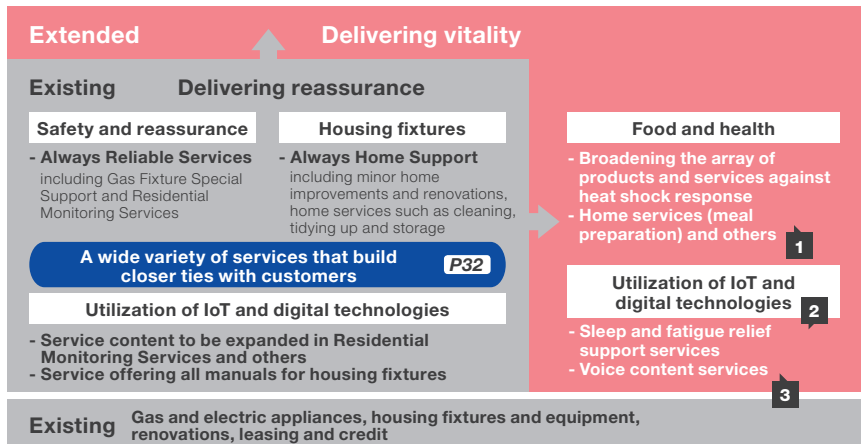 Extended Delivering vitality
Existing Delivering reassurance
Safety and reassurance
- Always Reliable Services
including Gas Fixture Special
Support and Residential
Monitoring Services
Housing fixtures
- Always Home Support
including minor home
improvements and renovations,
home services such as cleaning,
tidying up and storage
A wide variety of services that build
closer ties with customers
P32
Utilization of IoT and digital technologies
- Service content to be expanded in Residential
Monitoring Services and others
- Service offering all manuals for housing fixtures
Food and health
- Broadening the array of
products and services against
heat shock response
- Home services (meal
preparation) and others
1
Utilization of IoT and
digital technologies
2
- Sleep and fatigue relief
support services
- Voice content services
3
Existing
Gas and electric appliances, housing fixtures and equipment,
renovations, leasing and credit